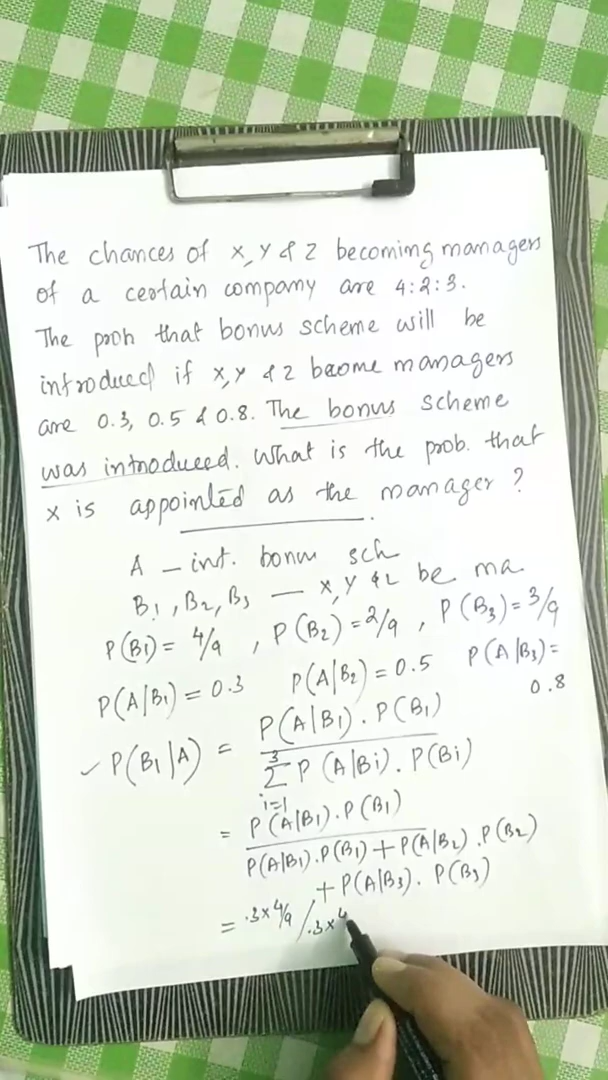 The chances of X, Y & Z becoming managers
of a certain company are 4:2:3.
The prob that bonus scheme will be
introduced if X, Y & Z become managers
are 0.3, 0.5 & 0.8. The bonus scheme
was introduced. What is the prob. that
X is appointed as the manager?
A – int. bonus sch
B₁, B₂, B₃ — X, Y & Z be ma
P(B₁) = 4/9, P(B₂) = 2/9, P(B₃) = 3/9
P(A|B₁) = 0.3 P(A|B₂) = 0.5 P(A|B₃) =
0.8
✓ P(B₁|A) = P(A|B₁). P(B₁)
3
Σ P(A|Bi). P(Bi)
i=1
= P(A|B₁). P(B₁)
P(A|B₁). P(B₁) + P(A|B₂). P(B₂)
+ P(A|B₃). P(B₃)
= .3 × 4/9 / .3 × 4